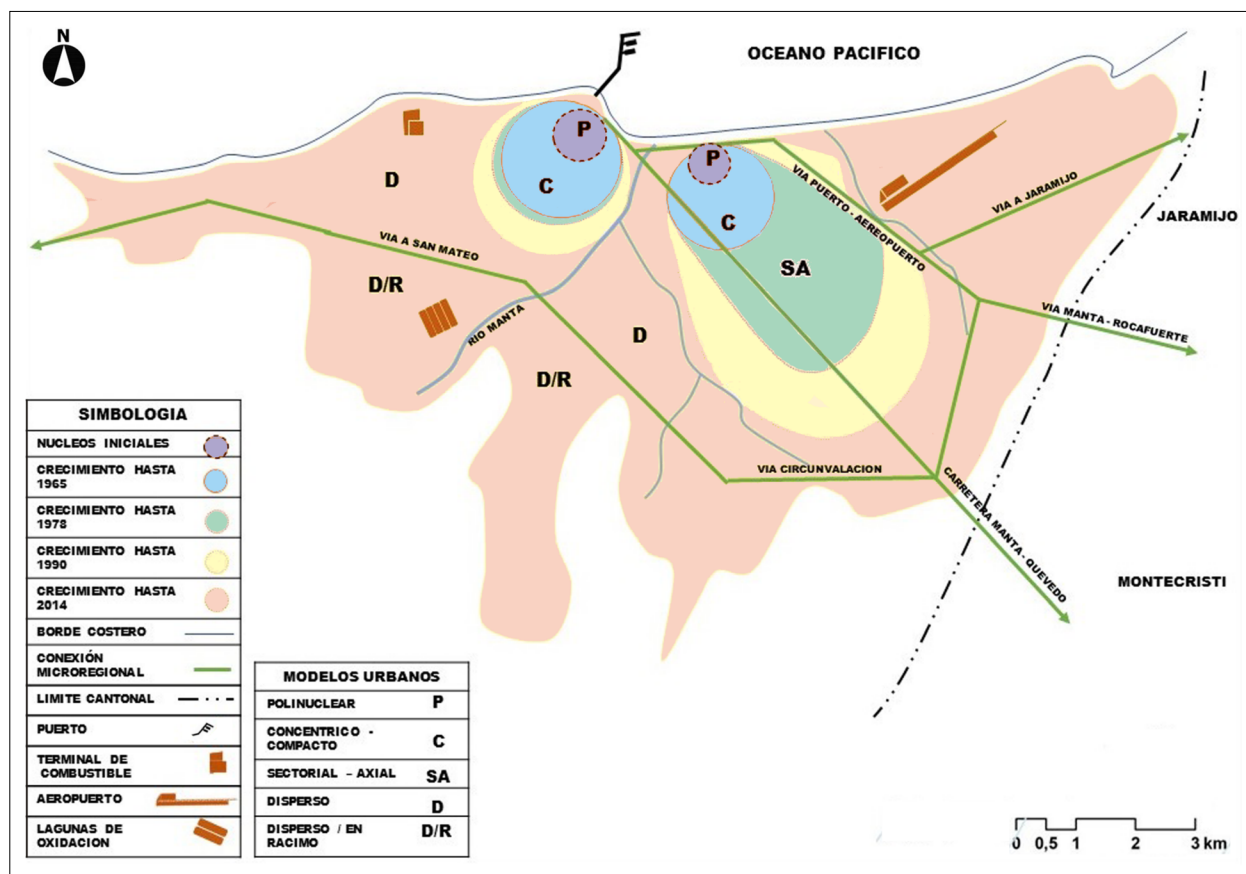 N
OCEANO PACIFICO
P
C
D
P
C
SA
VIA PUERTO - AEREOPUERTO
VIA A JARAMIJO
JARAMIJO
VIA A SAN MATEO
D/R
RIO MANTA
D
D/R
VIA MANTA - ROCAFUERTE
VIA CIRCUNVALACION
CARRETERA MANTA - QUEVEDO
MONTECRISTI
SIMBOLOGIA
NUCLEOS INICIALES
CRECIMIENTO HASTA
1965
CRECIMIENTO HASTA
1978
CRECIMIENTO HASTA
1990
CRECIMIENTO HASTA
2014
BORDE COSTERO
CONEXIÓN
MICROREGIONAL
LIMITE CANTONAL
PUERTO
TERMINAL DE
COMBUSTIBLE
AEROPUERTO
LAGUNAS DE
OXIDACION
MODELOS URBANOS
POLINUCLEAR P
CONCENTRICO -
COMPACTO C
SECTORIAL - AXIAL SA
DISPERSO D
DISPERSO / EN
RACIMO D/R
0 0,5 1 2 3 km